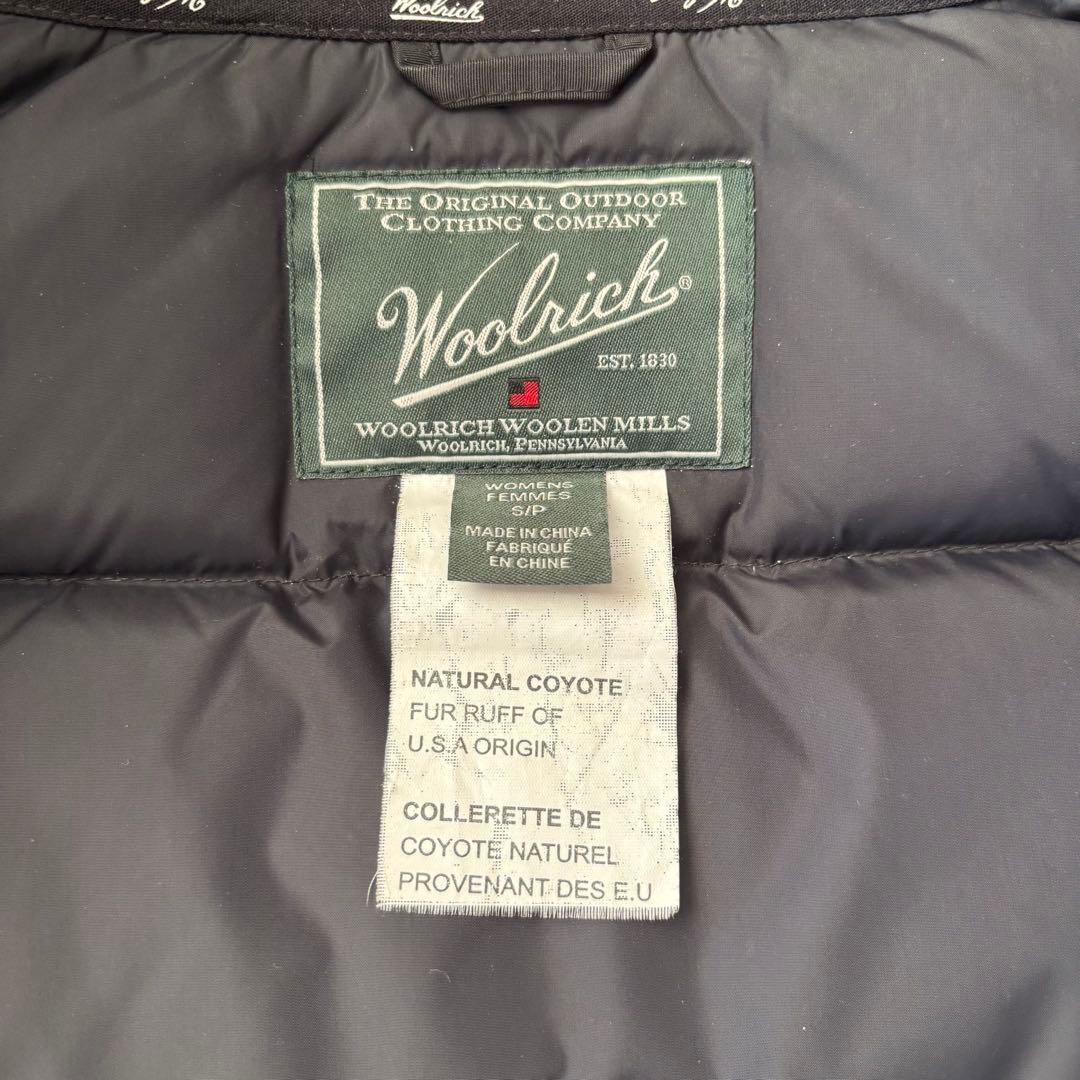 Woolrich
THE ORIGINAL OUTDOOR
CLOTHING COMPANY
Woolrich®
EST. 1830
WOOLRICH WOOLEN MILLS
WOOLRICH, PENNSYLVANIA
WOMENS
FEMMES
S/P
MADE IN CHINA
FABRIQUÉ
EN CHINE
NATURAL COYOTE
FUR RUFF OF
U.S.A ORIGIN
COLLERETTE DE
COYOTE NATUREL
PROVENANT DES E.U